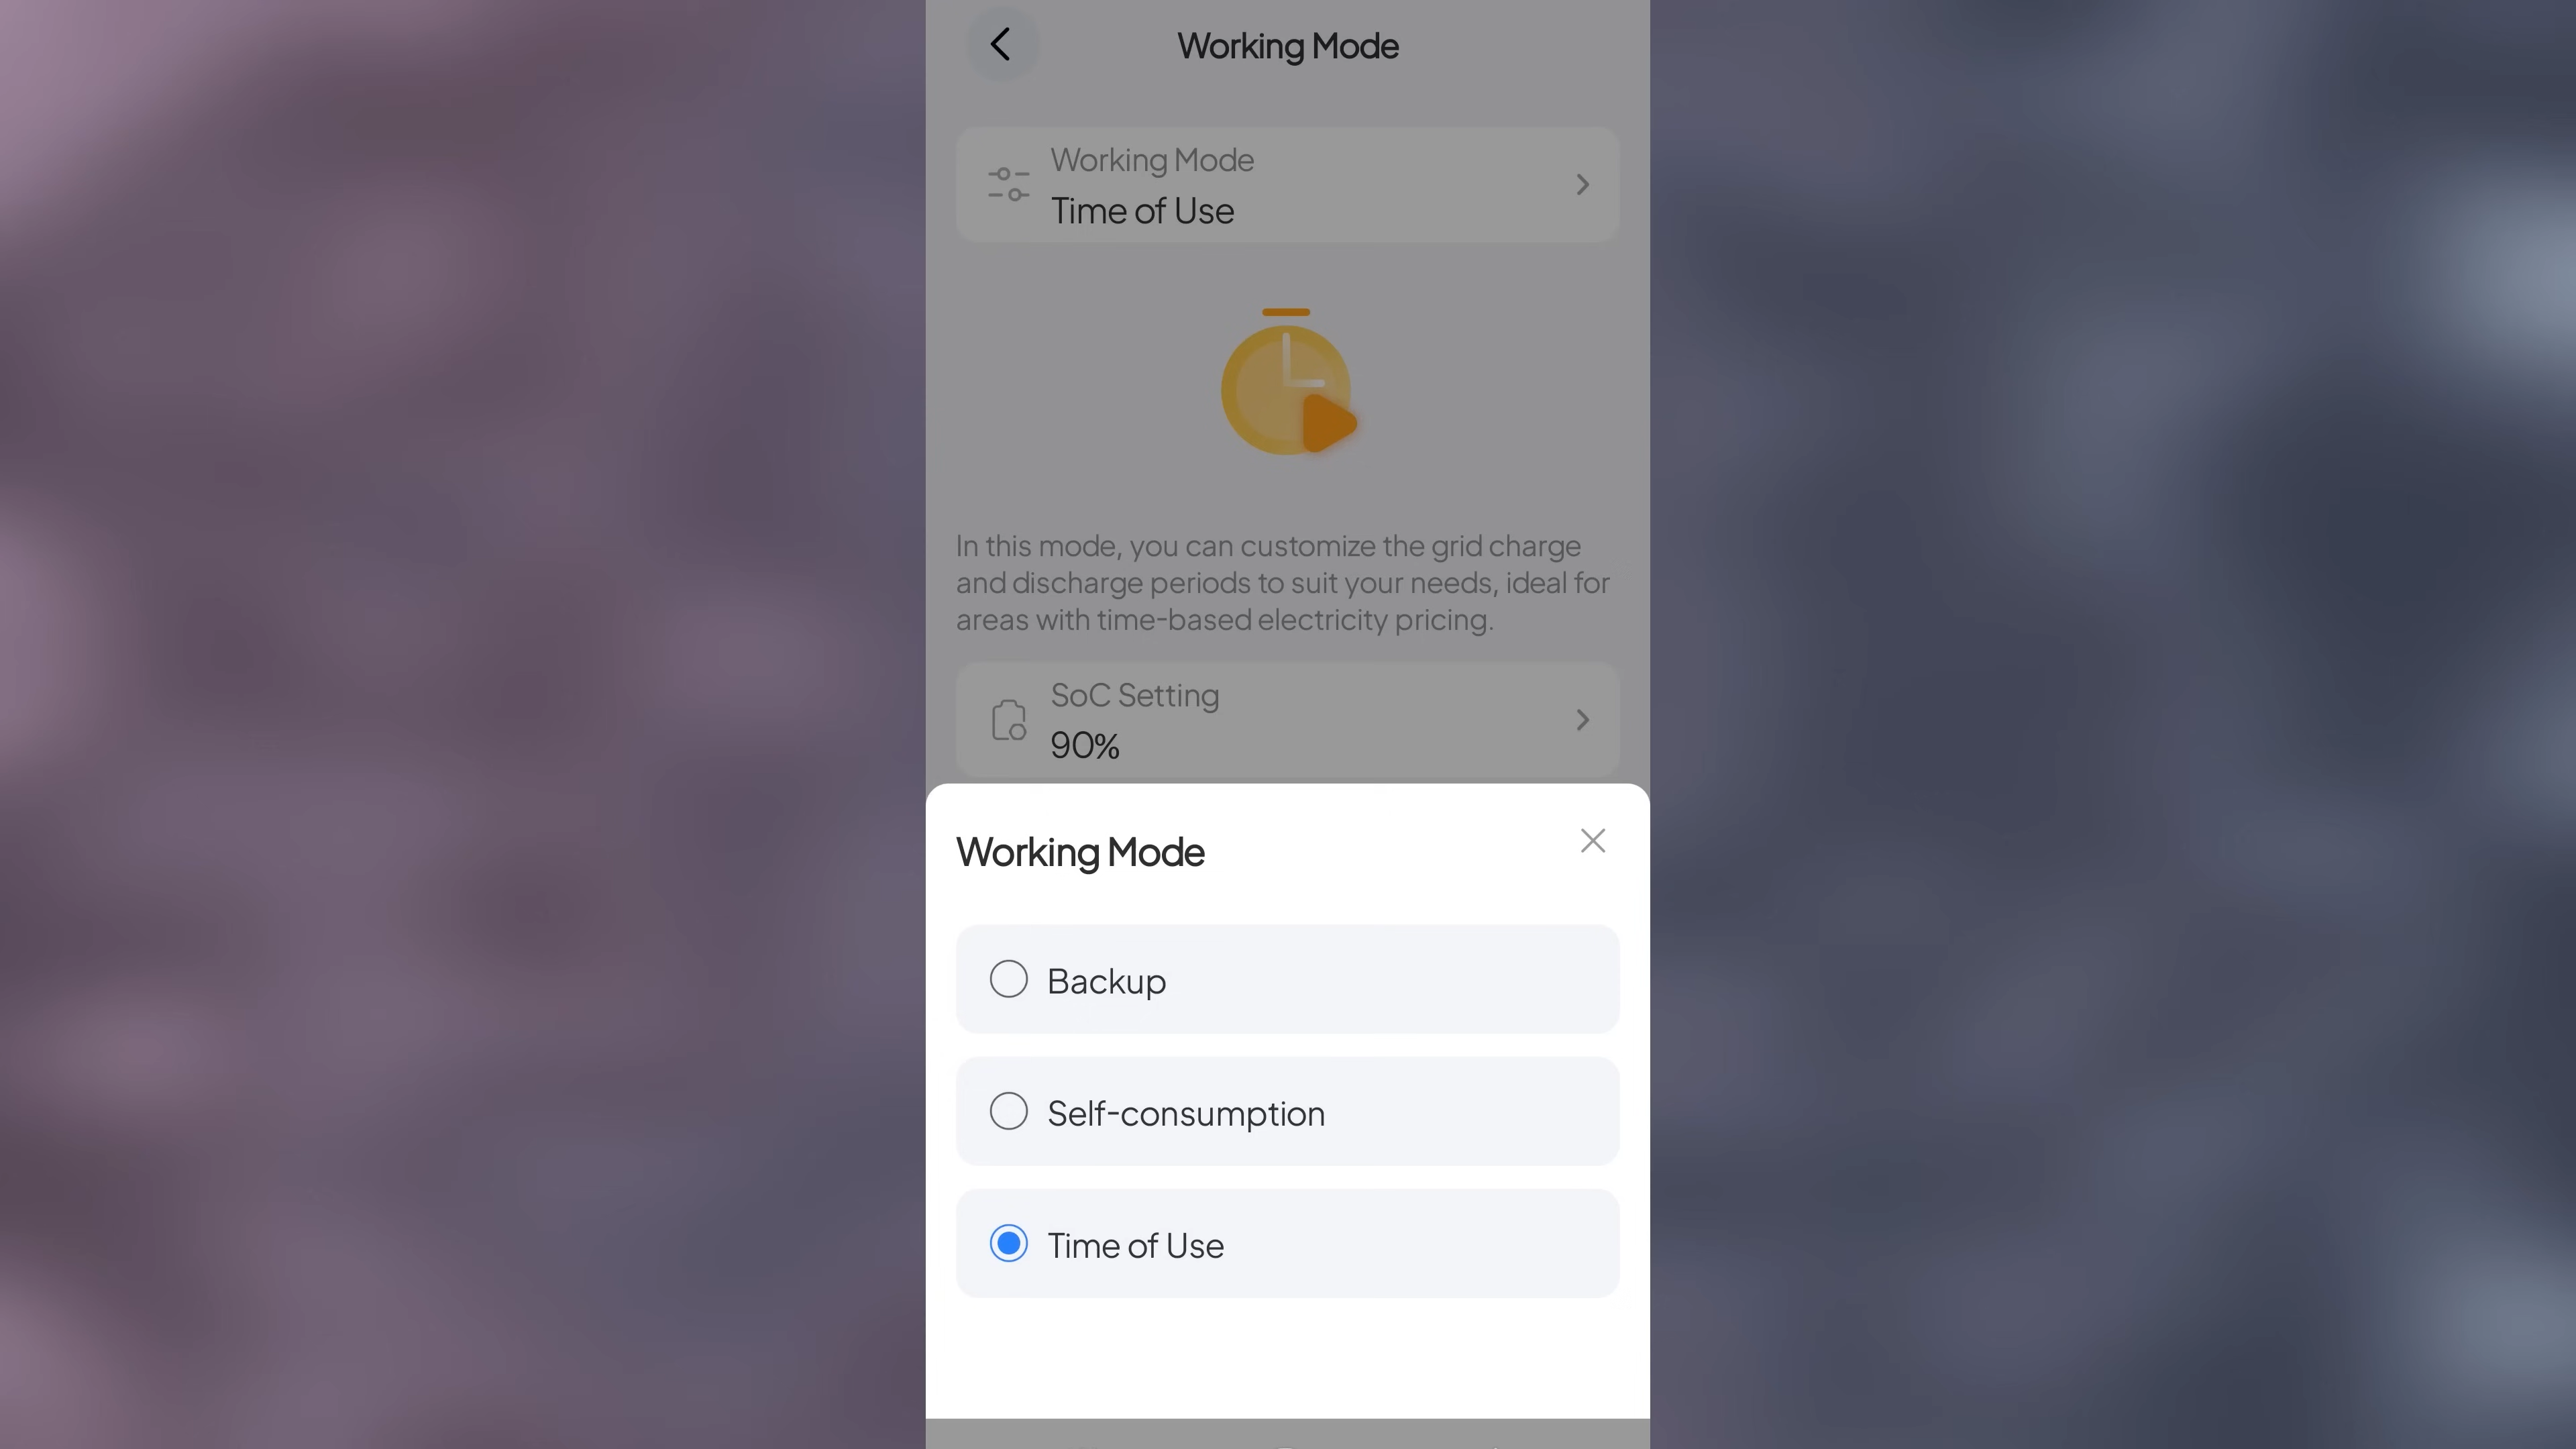 Working Mode
Working Mode
Time of Use
In this mode, you can customize the grid charge
and discharge periods to suit your needs, ideal for
areas with time-based electricity pricing.
SoC Setting
90%
Working Mode
Backup
Self-consumption
Time of Use